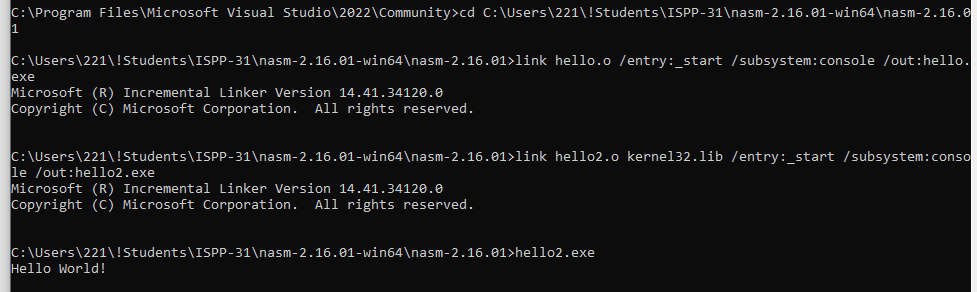 C:\Program Files\Microsoft Visual Studio\2022\Community>cd C:\Users\221\!Students\ISPP-31\nasm-2.16.01-win64\nasm-2.16.0
1
C:\Users\221\!Students\ISPP-31\nasm-2.16.01-win64\nasm-2.16.01>link hello.o /entry:_start /subsystem:console /out:hello.
exe
Microsoft (R) Incremental Linker Version 14.41.34120.0
Copyright (C) Microsoft Corporation.  All rights reserved.
C:\Users\221\!Students\ISPP-31\nasm-2.16.01-win64\nasm-2.16.01>link hello2.o kernel32.lib /entry:_start /subsystem:conso
le /out:hello2.exe
Microsoft (R) Incremental Linker Version 14.41.34120.0
Copyright (C) Microsoft Corporation.  All rights reserved.
C:\Users\221\!Students\ISPP-31\nasm-2.16.01-win64\nasm-2.16.01>hello2.exe
Hello World!